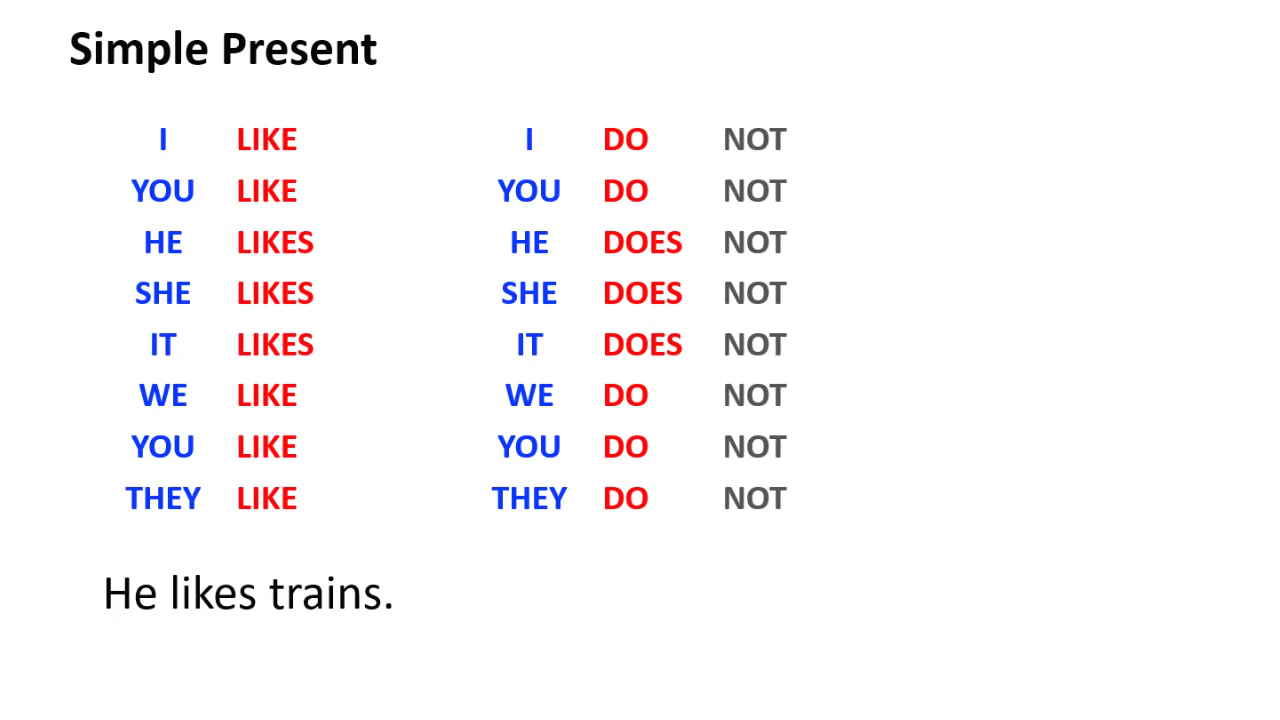 Simple Present
I LIKE I DO NOT
YOU LIKE YOU DO NOT
HE LIKES HE DOES NOT
SHE LIKES SHE DOES NOT
IT LIKES IT DOES NOT
WE LIKE WE DO NOT
YOU LIKE YOU DO NOT
THEY LIKE THEY DO NOT
He likes trains.